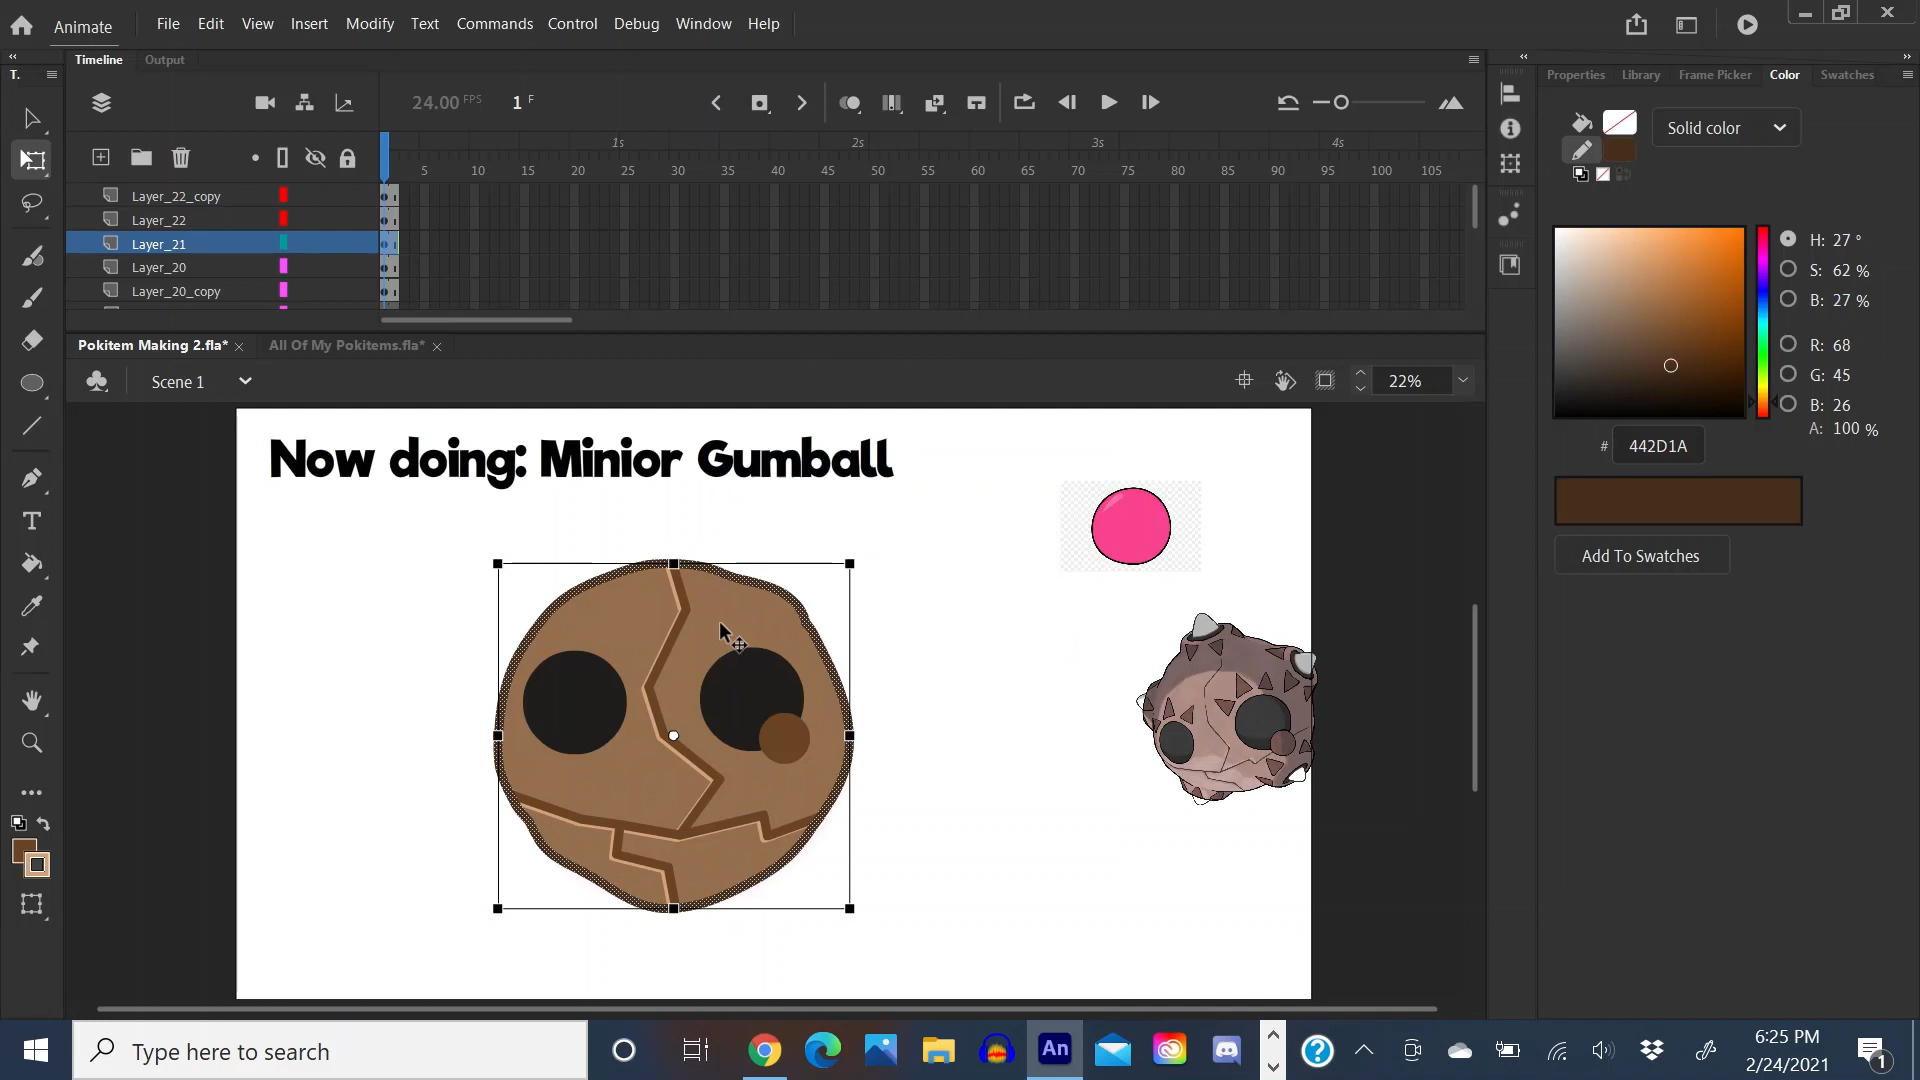 Animate File Edit View Insert Modify Text Commands Control Debug Window Help
Timeline Output
T. Properties Library Frame Picker Color Swatches
24.00 FPS 1 F
Solid color
1s 2s 3s 4s
5 10 15 20 25 30 35 40 45 50 55 60 65 70 75 80 85 90 95 100 105
Layer_22_copy
Layer_22
Layer_21
Layer_20
Layer_20_copy
H: 27 °
S: 62 %
B: 27 %
R: 68
G: 45
B: 26
A: 100 %
# 442D1A
Add To Swatches
Pokitem Making 2.fla* All Of My Pokitems.fla*
Scene 1 22%
Now doing: Minior Gumball
T
Type here to search
An
6:25 PM
2/24/2021
1